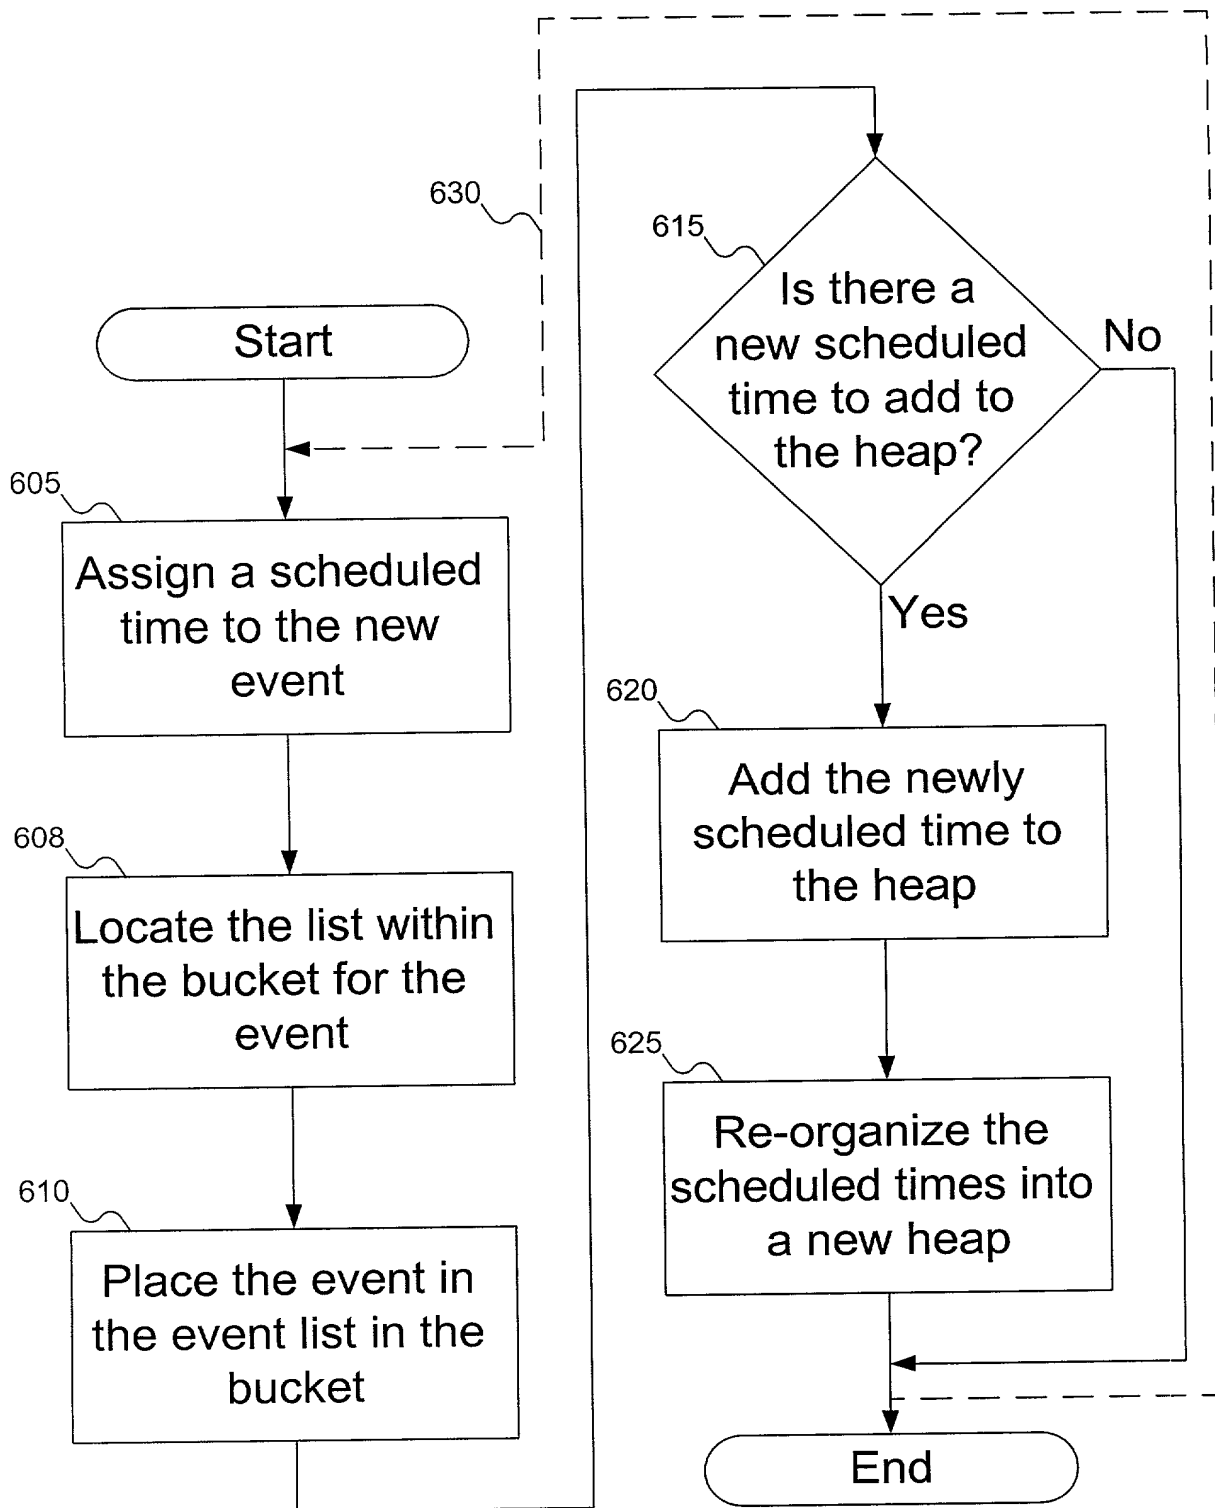 630
Start
605
Assign a scheduled
time to the new
event
608
Locate the list within
the bucket for the
event
610
Place the event in
the event list in the
bucket
615
Is there a
new scheduled
time to add to
the heap?
No
Yes
620
Add the newly
scheduled time to
the heap
625
Re-organize the
scheduled times into
a new heap
End